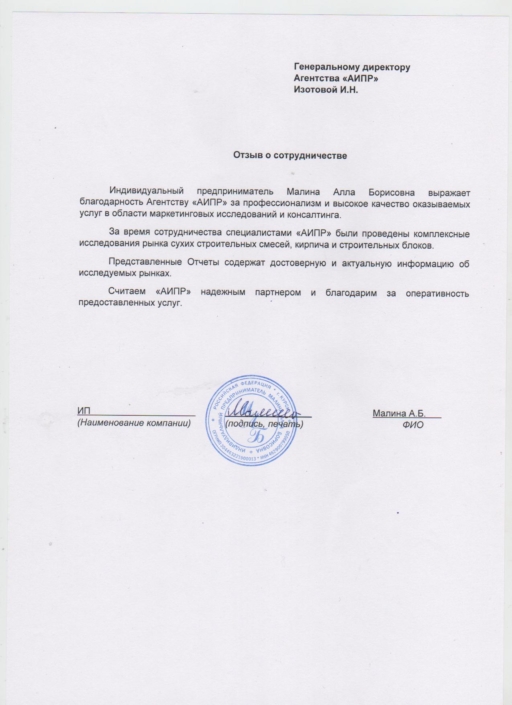 Генеральному директору
Агентства «АИПР»
Изотовой И.Н.
Отзыв о сотрудничестве
Индивидуальный предприниматель Малина Алла Борисовна выражает
благодарность Агентству «АИПР» за профессионализм и высокое качество оказываемых
услуг в области маркетинговых исследований и консалтинга.
За время сотрудничества специалистами «АИПР» были проведены комплексные
исследования рынка сухих строительных смесей, кирпича и строительных блоков.
Представленные Отчеты содержат достоверную и актуальную информацию об
исследуемых рынках.
Считаем «АИПР» надежным партнером и благодарим за оперативность
предоставленных услуг.
ИП Малина А.Б.
(Наименование компании) (подпись, печать) ФИО
РОССИЙСКАЯ ФЕДЕРАЦИЯ
ИНДИВИДУАЛЬНЫЙ ПРЕДПРИНИМАТЕЛЬ